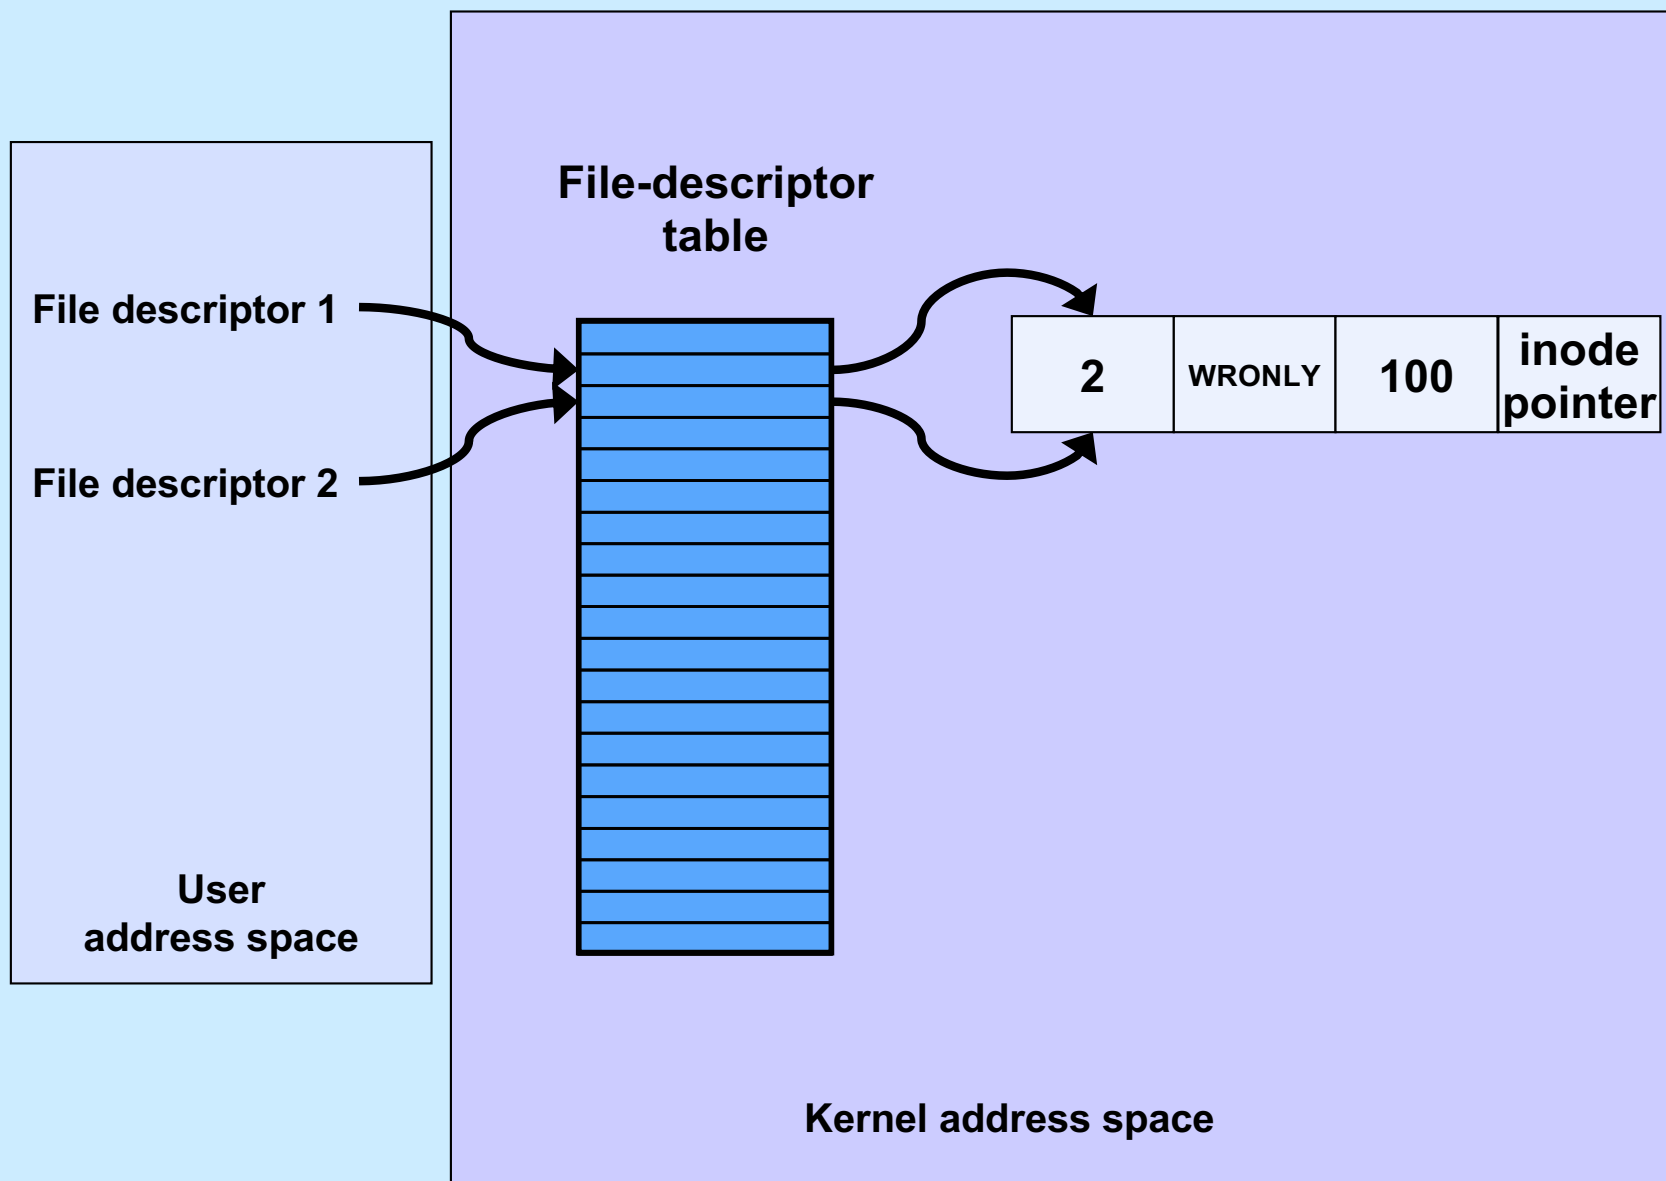 File-descriptor
table
File descriptor 1
File descriptor 2
2
WRONLY
100
inode
pointer
User
address space
Kernel address space